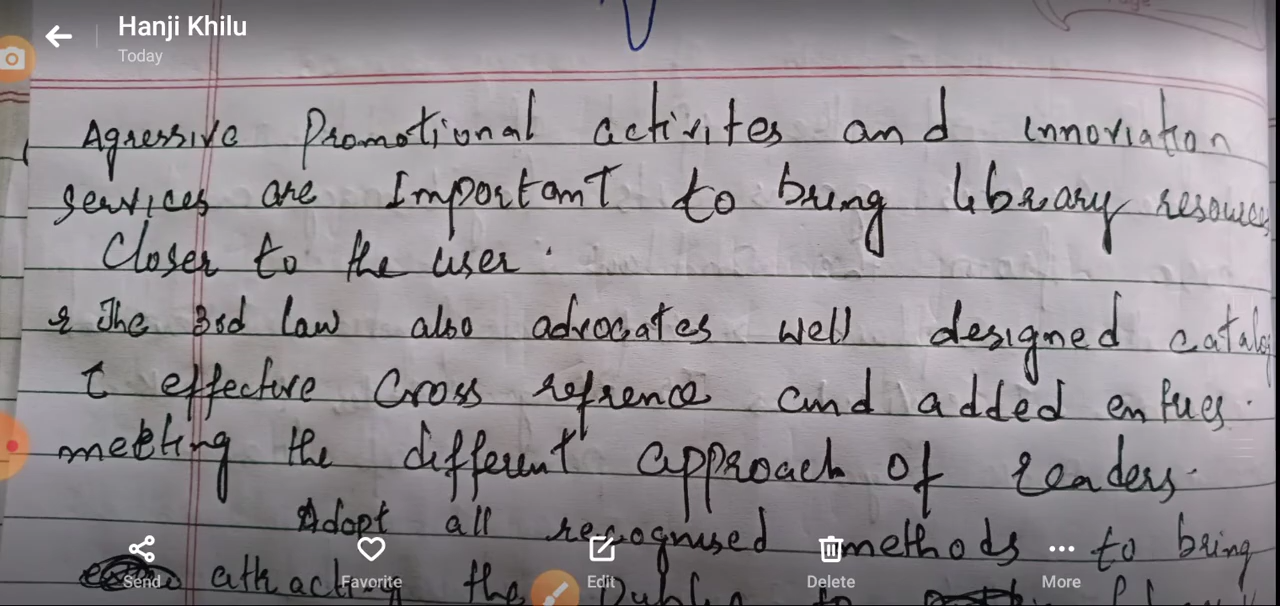 Hanji Khilu
Today
Agressive Promotional activites and innoviation
services are Important to bring library resources
Closer to the user.
The 3rd law also advocates well designed catalog
effective Cross refrence and added entries.
meeting the different approach of readers.
Adopt all recognised methods to bring
attracting the
Send Favorite Edit Delete More